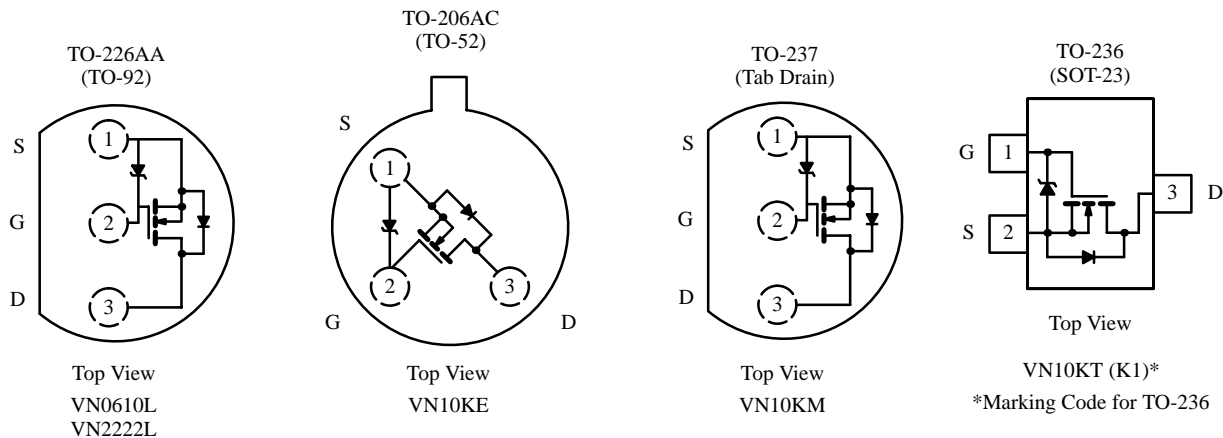 TO-226AA
(TO-92)
S
G
D
1
2
3
Top View
VN0610L
VN2222L
TO-206AC
(TO-52)
S
1
2
3
G
D
Top View
VN10KE
TO-237
(Tab Drain)
S
G
D
1
2
3
Top View
VN10KM
TO-236
(SOT-23)
G
1
3
D
S
2
Top View
VN10KT (K1)*
*Marking Code for TO-236